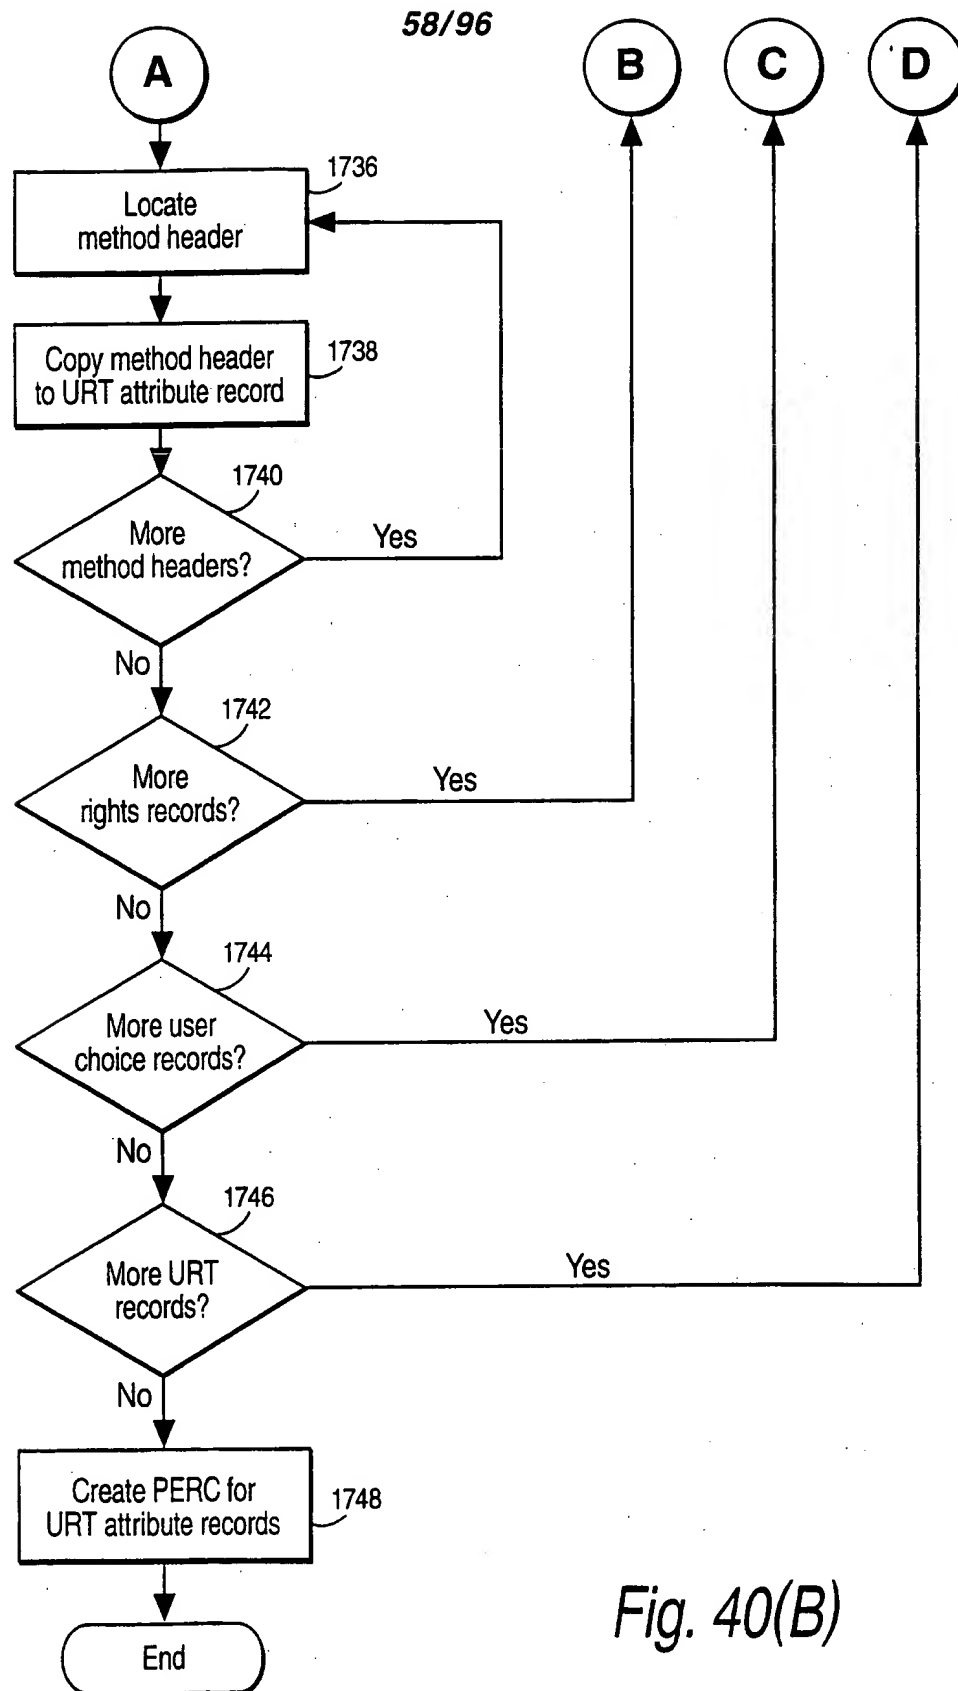 58/96
A
B
C
D
1736
Locate
method header
1738
Copy method header
to URT attribute record
1740
More
method headers?
Yes
No
1742
More
rights records?
Yes
No
1744
More user
choice records?
Yes
No
1746
More URT
records?
Yes
No
Create PERC for
URT attribute records
1748
End
Fig. 40(B)